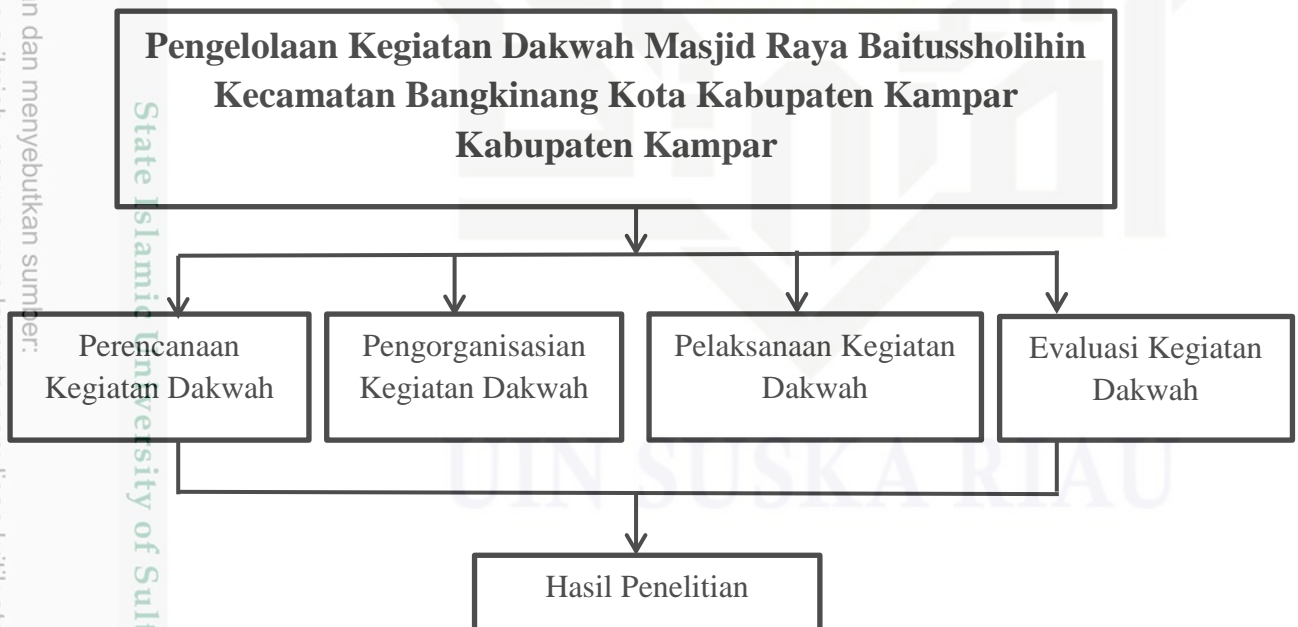 Pengelolaan Kegiatan Dakwah Masjid Raya Baitussholihin
Kecamatan Bangkinang Kota Kabupaten Kampar
Kabupaten Kampar
Perencanaan
Kegiatan Dakwah
Pengorganisasian
Kegiatan Dakwah
Pelaksanaan Kegiatan
Dakwah
Evaluasi Kegiatan
Dakwah
Hasil Penelitian
UIN SUSKA RIAU
State Islamic University of
dan menyebutkan sumber: